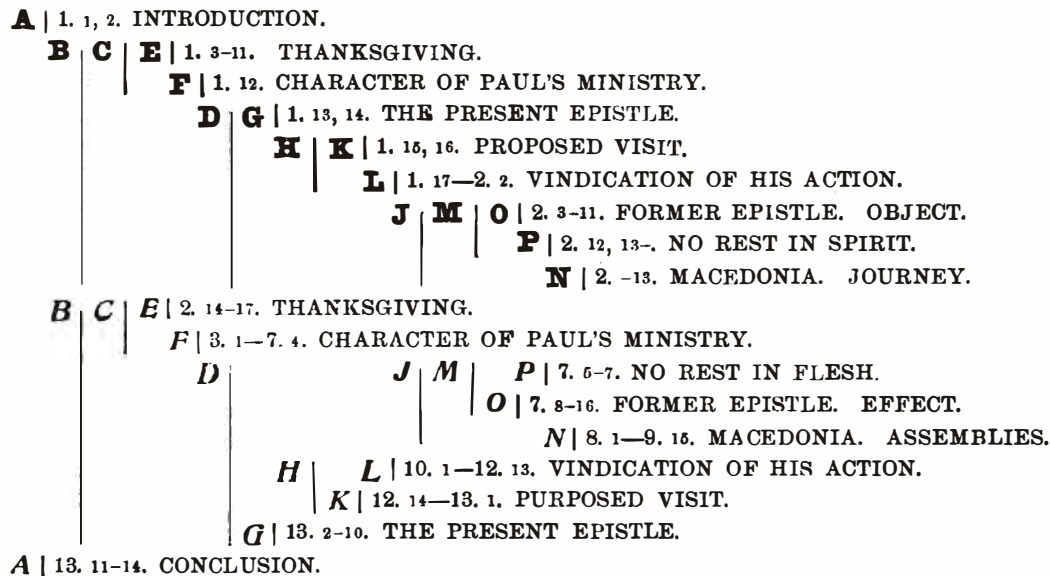 A | 1. 1, 2. INTRODUCTION.
B | C | E | 1. 3-11. THANKSGIVING.
F | 1. 12. CHARACTER OF PAUL'S MINISTRY.
D | G | 1. 13, 14. THE PRESENT EPISTLE.
H | K | 1. 15, 16. PROPOSED VISIT.
L | 1. 17—2. 2. VINDICATION OF HIS ACTION.
J | M | O | 2. 3-11. FORMER EPISTLE. OBJECT.
P | 2. 12, 13-. NO REST IN SPIRIT.
N | 2. -13. MACEDONIA. JOURNEY.
B | C | E | 2. 14-17. THANKSGIVING.
F | 3. 1—7. 4. CHARACTER OF PAUL'S MINISTRY.
D | J | M | P | 7. 5-7. NO REST IN FLESH.
O | 7. 8-16. FORMER EPISTLE. EFFECT.
N | 8. 1—9. 15. MACEDONIA. ASSEMBLIES.
H | L | 10. 1—12. 13. VINDICATION OF HIS ACTION.
K | 12. 14—13. 1. PURPOSED VISIT.
G | 13. 2-10. THE PRESENT EPISTLE.
A | 13. 11-14. CONCLUSION.